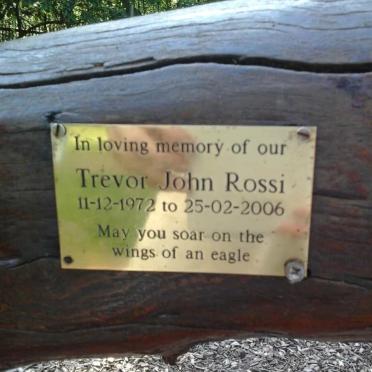 In loving memory of our
Trevor John Rossi
11-12-1972 to 25-02-2006
May you soar on the
wings of an eagle